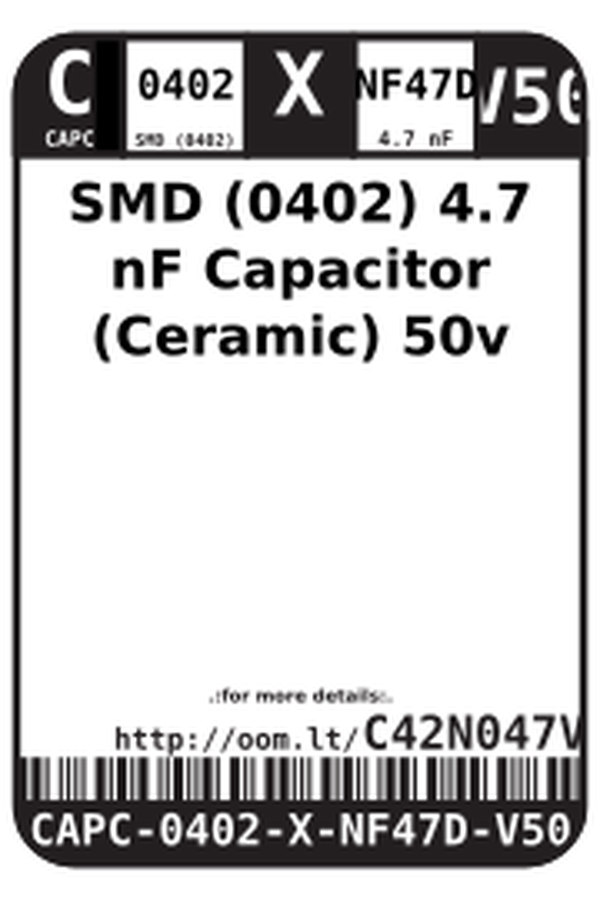 C 0402 X NF47D V50
CAPC SMD (0402) 4.7 nF
SMD (0402) 4.7
nF Capacitor
(Ceramic) 50v
.:for more details:.
http://oom.lt/C42N047V
CAPC-0402-X-NF47D-V50